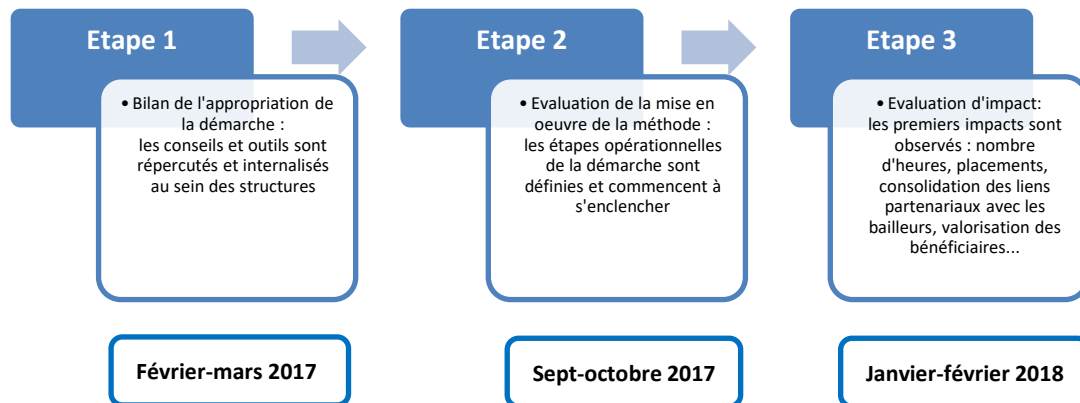 Etape 1
• Bilan de l'appropriation de
la démarche :
les conseils et outils sont
répercutés et internalisés
au sein des structures
Février-mars 2017
Etape 2
• Evaluation de la mise en
oeuvre de la méthode :
les étapes opérationnelles
de la démarche sont
définies et commencent à
s'enclencher
Sept-octobre 2017
Etape 3
• Evaluation d'impact:
les premiers impacts sont
observés : nombre
d'heures, placements,
consolidation des liens
partenariaux avec les
bailleurs, valorisation des
bénéficiaires...
Janvier-février 2018